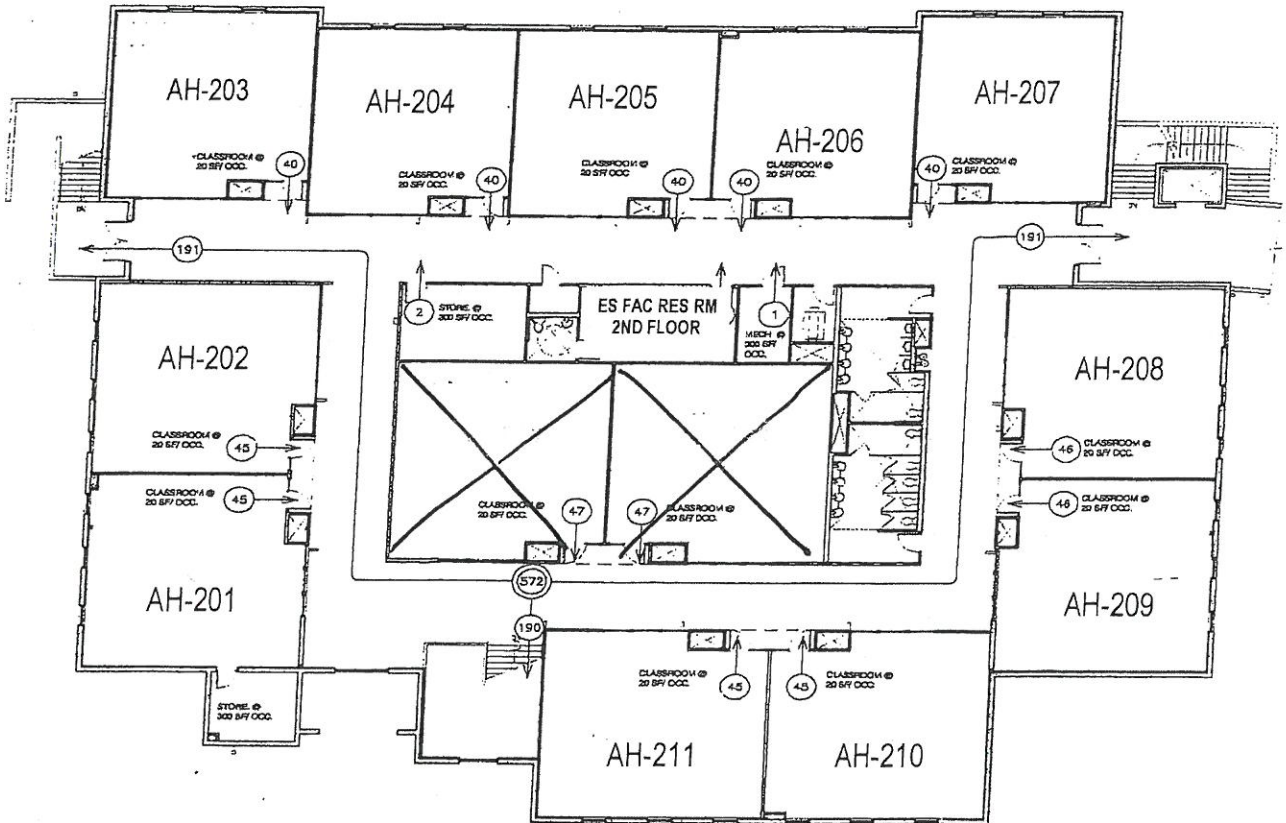 AH-203
AH-204
AH-205
AH-206
AH-207
CLASSROOM @
20 SF/ OCC.
40
CLASSROOM @
20 SF/ OCC.
40
CLASSROOM @
20 SF/ OCC.
40
40
CLASSROOM @
20 SF/ OCC.
40
CLASSROOM @
20 SF/ OCC.
191
191
2
STORE. @
300 SF/ OCC.
ES FAC RES RM
2ND FLOOR
1
MECH @
300 SF/
OCC.
AH-202
CLASSROOM @
20 SF/ OCC.
45
AH-208
46
CLASSROOM @
20 SF/ OCC.
CLASSROOM @
20 SF/ OCC.
45
AH-201
CLASSROOM @
20 SF/ OCC.
47
47
CLASSROOM @
20 SF/ OCC.
46
CLASSROOM @
20 SF/ OCC.
AH-209
572
190
STORE. @
300 SF/ OCC.
CLASSROOM @
20 SF/ OCC.
45
45
CLASSROOM @
20 SF/ OCC.
AH-211
AH-210